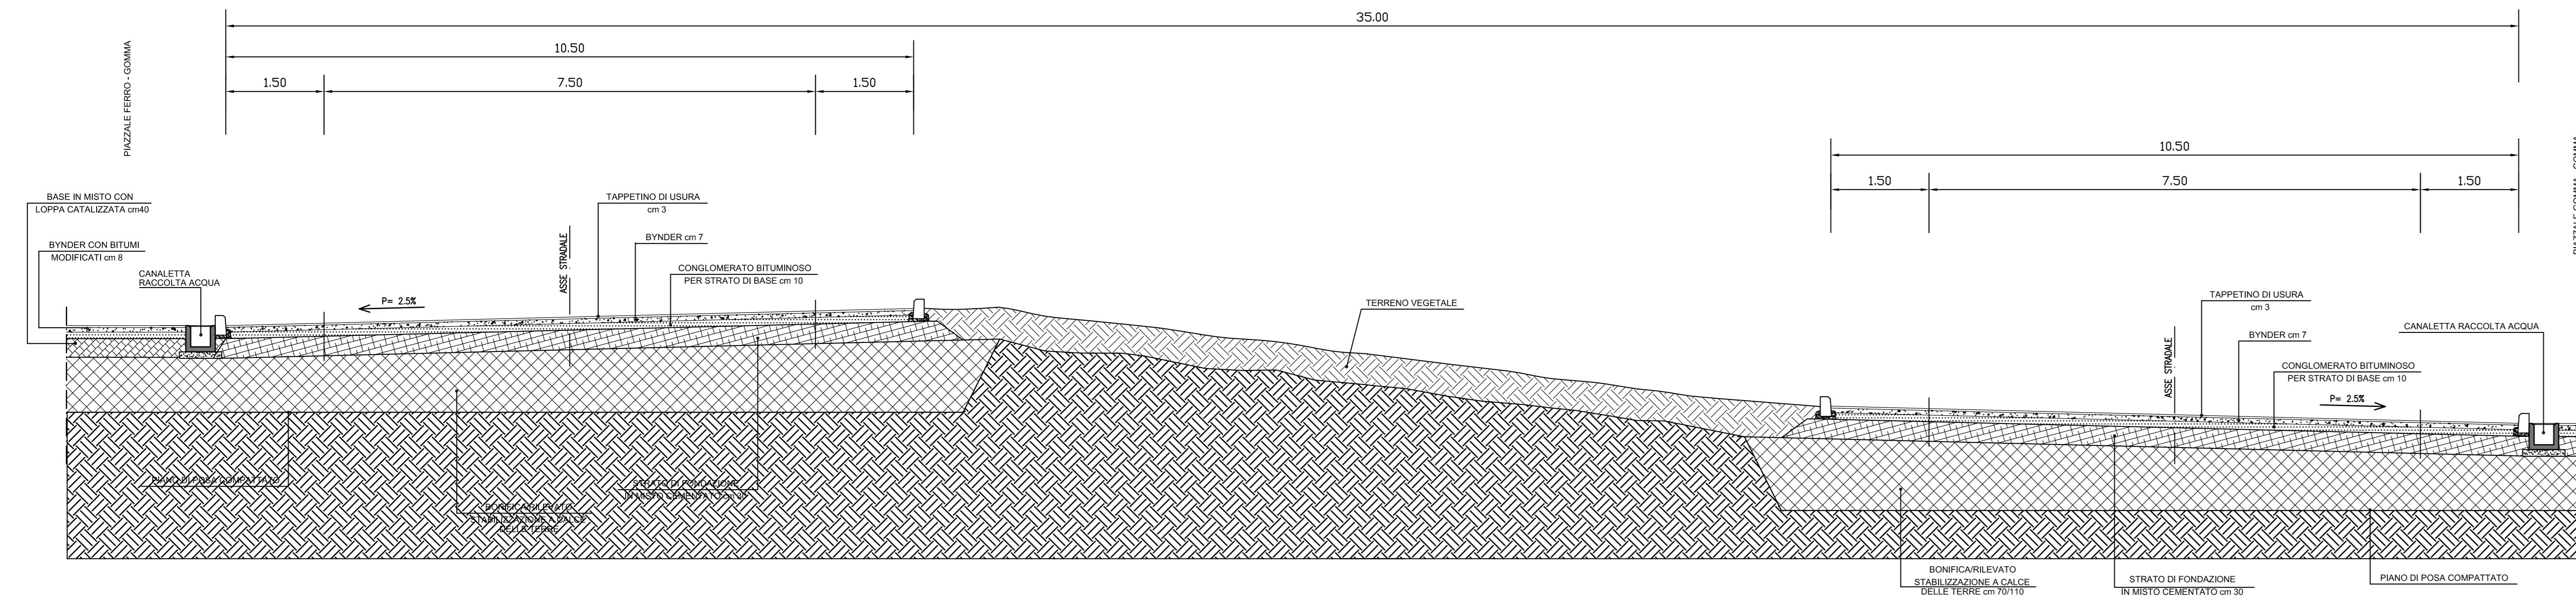 35.00
10.50
1.50
7.50
1.50
PIAZZALE FERRO - GOMMA
10.50
1.50
7.50
1.50
BASE IN MISTO CON
LOPPA CATALIZZATA cm40
BYNDER CON BITUMI
MODIFICATI cm 8
CANALETTA
RACCOLTA ACQUA
P= 2.5%
ASSE STRADALE
TAPPETINO DI USURA
cm 3
BYNDER cm 7
CONGLOMERATO BITUMINOSO
PER STRATO DI BASE cm 10
TERRENO VEGETALE
PIANO DI POSA COMPATTATO
BONIFICA/RILEVATO
STABILIZZAZIONE A CALCE
DELLE TERRE
STRATO DI FONDAZIONE
IN MISTO CEMENTATO cm 30
ASSE STRADALE
TAPPETINO DI USURA
cm 3
BYNDER cm 7
CONGLOMERATO BITUMINOSO
PER STRATO DI BASE cm 10
P= 2.5%
CANALETTA RACCOLTA ACQUA
BONIFICA/RILEVATO
STABILIZZAZIONE A CALCE
DELLE TERRE cm 70/110
STRATO DI FONDAZIONE
IN MISTO CEMENTATO cm 30
PIANO DI POSA COMPATTATO